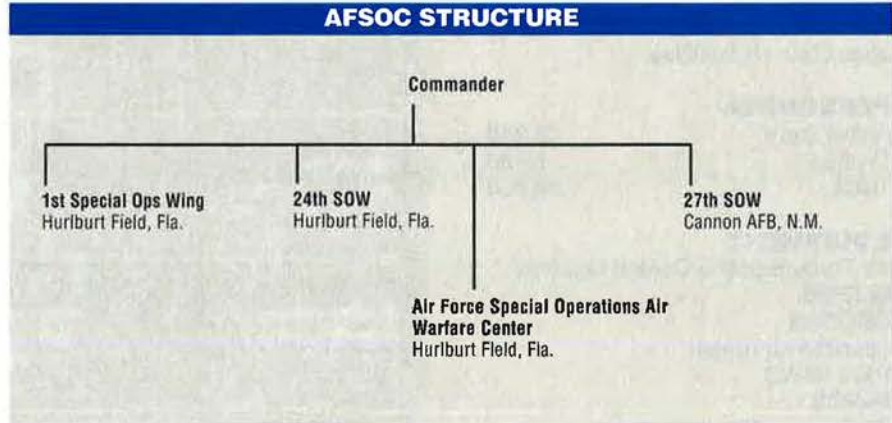 AFSOC STRUCTURE
Commander
1st Special Ops Wing
Hurlburt Field, Fla.
24th SOW
Hurlburt Field, Fla.
27th SOW
Cannon AFB, N.M.
Air Force Special Operations Air
Warfare Center
Hurlburt Field, Fla.